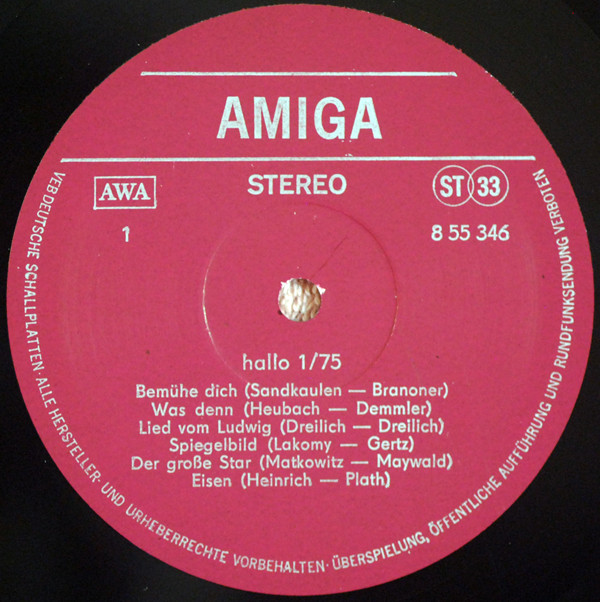 AMIGA
AWA
STEREO
ST 33
1
8 55 346
hallo 1/75
Bemühe dich (Sandkaulen — Branoner)
Was denn (Heubach — Demmler)
Lied vom Ludwig (Dreilich — Dreilich)
Spiegelbild (Lakomy — Gertz)
Der große Star (Matkowitz — Maywald)
Eisen (Heinrich — Plath)
VEB DEUTSCHE SCHALLPLATTEN · ALLE HERSTELLER- UND URHEBERRECHTE VORBEHALTEN · ÜBERSPIELUNG, ÖFFENTLICHE AUFFÜHRUNG UND RUNDFUNKSENDUNG VERBOTEN